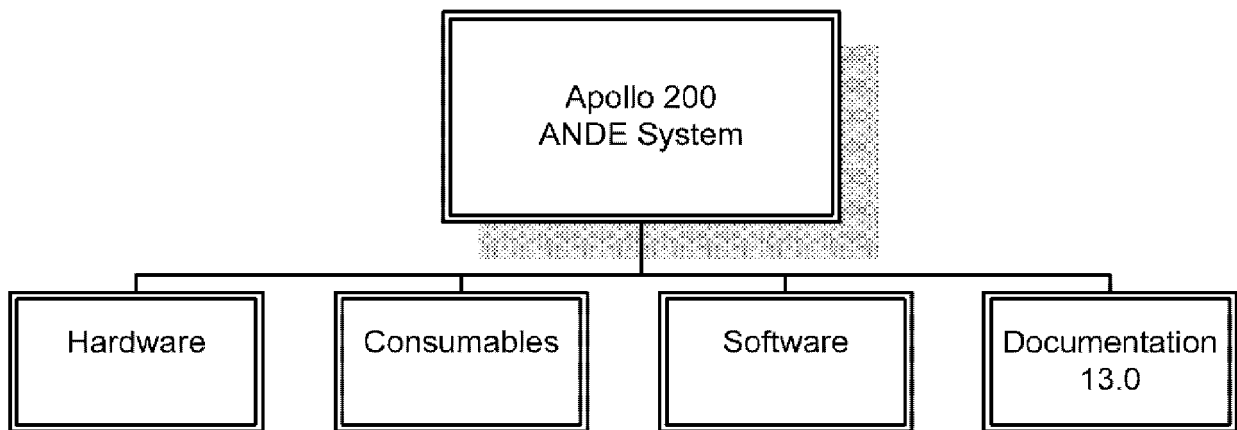 Apollo 200
ANDE System
Hardware
Consumables
Software
Documentation
13.0